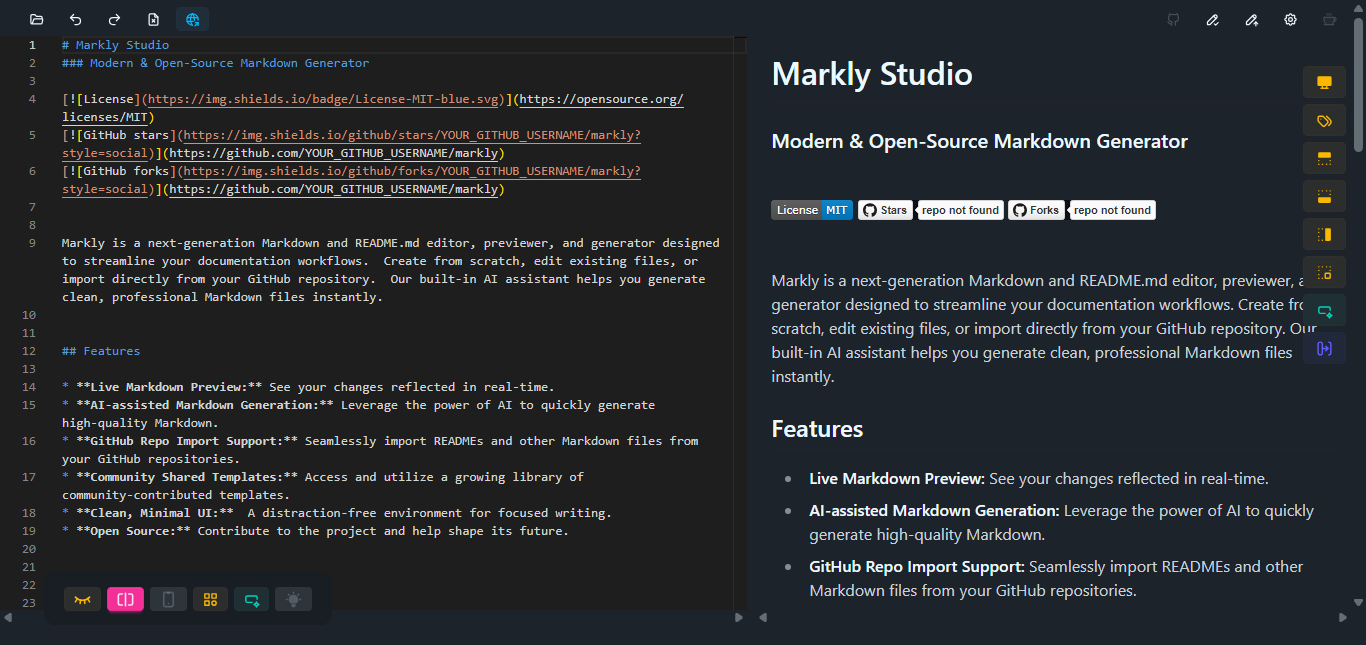 1 # Markly Studio
2 ### Modern & Open-Source Markdown Generator
3
4 [![License](https://img.shields.io/badge/License-MIT-blue.svg)](https://opensource.org/
licenses/MIT)
5 [![GitHub stars](https://img.shields.io/github/stars/YOUR_GITHUB_USERNAME/markly?
style=social)](https://github.com/YOUR_GITHUB_USERNAME/markly)
6 [![GitHub forks](https://img.shields.io/github/forks/YOUR_GITHUB_USERNAME/markly?
style=social)](https://github.com/YOUR_GITHUB_USERNAME/markly)
7
8
9 Markly is a next-generation Markdown and README.md editor, previewer, and generator designed
to streamline your documentation workflows.  Create from scratch, edit existing files, or
import directly from your GitHub repository.  Our built-in AI assistant helps you generate
clean, professional Markdown files instantly.
10
11
12 ## Features
13
14 * **Live Markdown Preview:** See your changes reflected in real-time.
15 * **AI-assisted Markdown Generation:** Leverage the power of AI to quickly generate
high-quality Markdown.
16 * **GitHub Repo Import Support:** Seamlessly import READMEs and other Markdown files from
your GitHub repositories.
17 * **Community Shared Templates:** Access and utilize a growing library of
community-contributed templates.
18 * **Clean, Minimal UI:**  A distraction-free environment for focused writing.
19 * **Open Source:** Contribute to the project and help shape its future.
20
21
22
23
Markly Studio
Modern & Open-Source Markdown Generator
License MIT Stars repo not found Forks repo not found
Markly is a next-generation Markdown and README.md editor, previewer, a
generator designed to streamline your documentation workflows. Create fro
scratch, edit existing files, or import directly from your GitHub repository. Our
built-in AI assistant helps you generate clean, professional Markdown files
instantly.
Features
• Live Markdown Preview: See your changes reflected in real-time.
• AI-assisted Markdown Generation: Leverage the power of AI to quickly
generate high-quality Markdown.
• GitHub Repo Import Support: Seamlessly import READMEs and other
Markdown files from your GitHub repositories.